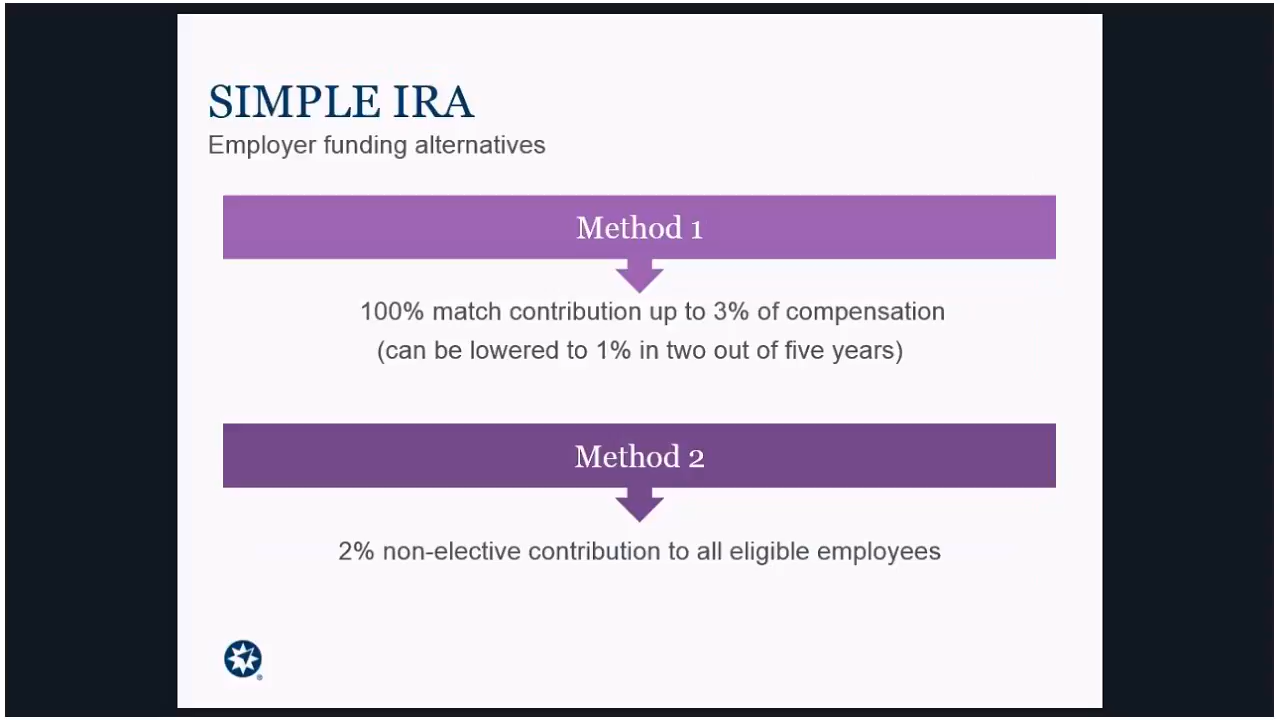 SIMPLE IRA
Employer funding alternatives
Method 1
100% match contribution up to 3% of compensation
(can be lowered to 1% in two out of five years)
Method 2
2% non-elective contribution to all eligible employees